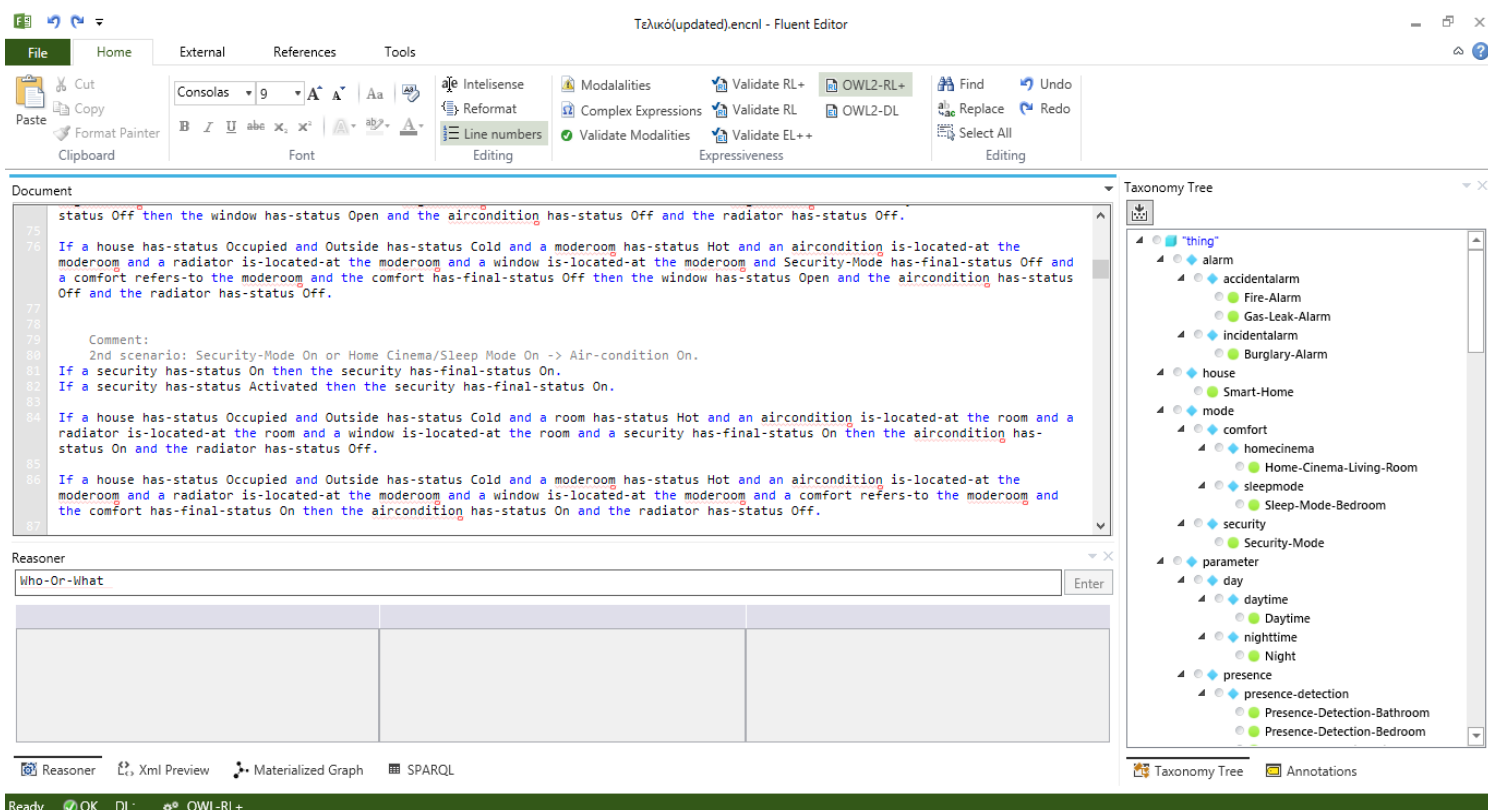 Τελικό(updated).encnl - Fluent Editor
File Home External References Tools
Paste
Cut
Copy
Format Painter
Clipboard
Consolas 9 A A Aa
B I U abc x₂ x² A ab A
Font
Intelisense
Reformat
Line numbers
Editing
Modalalities
Complex Expressions
Validate Modalities
Validate RL+
Validate RL
Validate EL++
OWL2-RL+
OWL2-DL
Expressiveness
Find
Replace
Select All
Undo
Redo
Editing
Document
status Off then the window has-status Open and the aircondition has-status Off and the radiator has-status Off.
75
76 If a house has-status Occupied and Outside has-status Cold and a moderoom has-status Hot and an aircondition is-located-at the
moderoom and a radiator is-located-at the moderoom and a window is-located-at the moderoom and Security-Mode has-final-status Off and
a comfort refers-to the moderoom and the comfort has-final-status Off then the window has-status Open and the aircondition has-status
Off and the radiator has-status Off.
77
78
79 Comment:
80 2nd scenario: Security-Mode On or Home Cinema/Sleep Mode On -> Air-condition On.
81 If a security has-status On then the security has-final-status On.
82 If a security has-status Activated then the security has-final-status On.
83
84 If a house has-status Occupied and Outside has-status Cold and a room has-status Hot and an aircondition is-located-at the room and a
radiator is-located-at the room and a window is-located-at the room and a security has-final-status On then the aircondition has-
status On and the radiator has-status Off.
85
86 If a house has-status Occupied and Outside has-status Cold and a moderoom has-status Hot and an aircondition is-located-at the
moderoom and a radiator is-located-at the moderoom and a window is-located-at the moderoom and a comfort refers-to the moderoom and
the comfort has-final-status On then the aircondition has-status On and the radiator has-status Off.
87
Reasoner
Who-Or-What
Enter
Reasoner Xml Preview Materialized Graph SPARQL
Taxonomy Tree
"thing"
alarm
accidentalarm
Fire-Alarm
Gas-Leak-Alarm
incidentalarm
Burglary-Alarm
house
Smart-Home
mode
comfort
homecinema
Home-Cinema-Living-Room
sleepmode
Sleep-Mode-Bedroom
security
Security-Mode
parameter
day
daytime
Daytime
nighttime
Night
presence
presence-detection
Presence-Detection-Bathroom
Presence-Detection-Bedroom
Taxonomy Tree Annotations
Ready OK DL: OWL-RL+